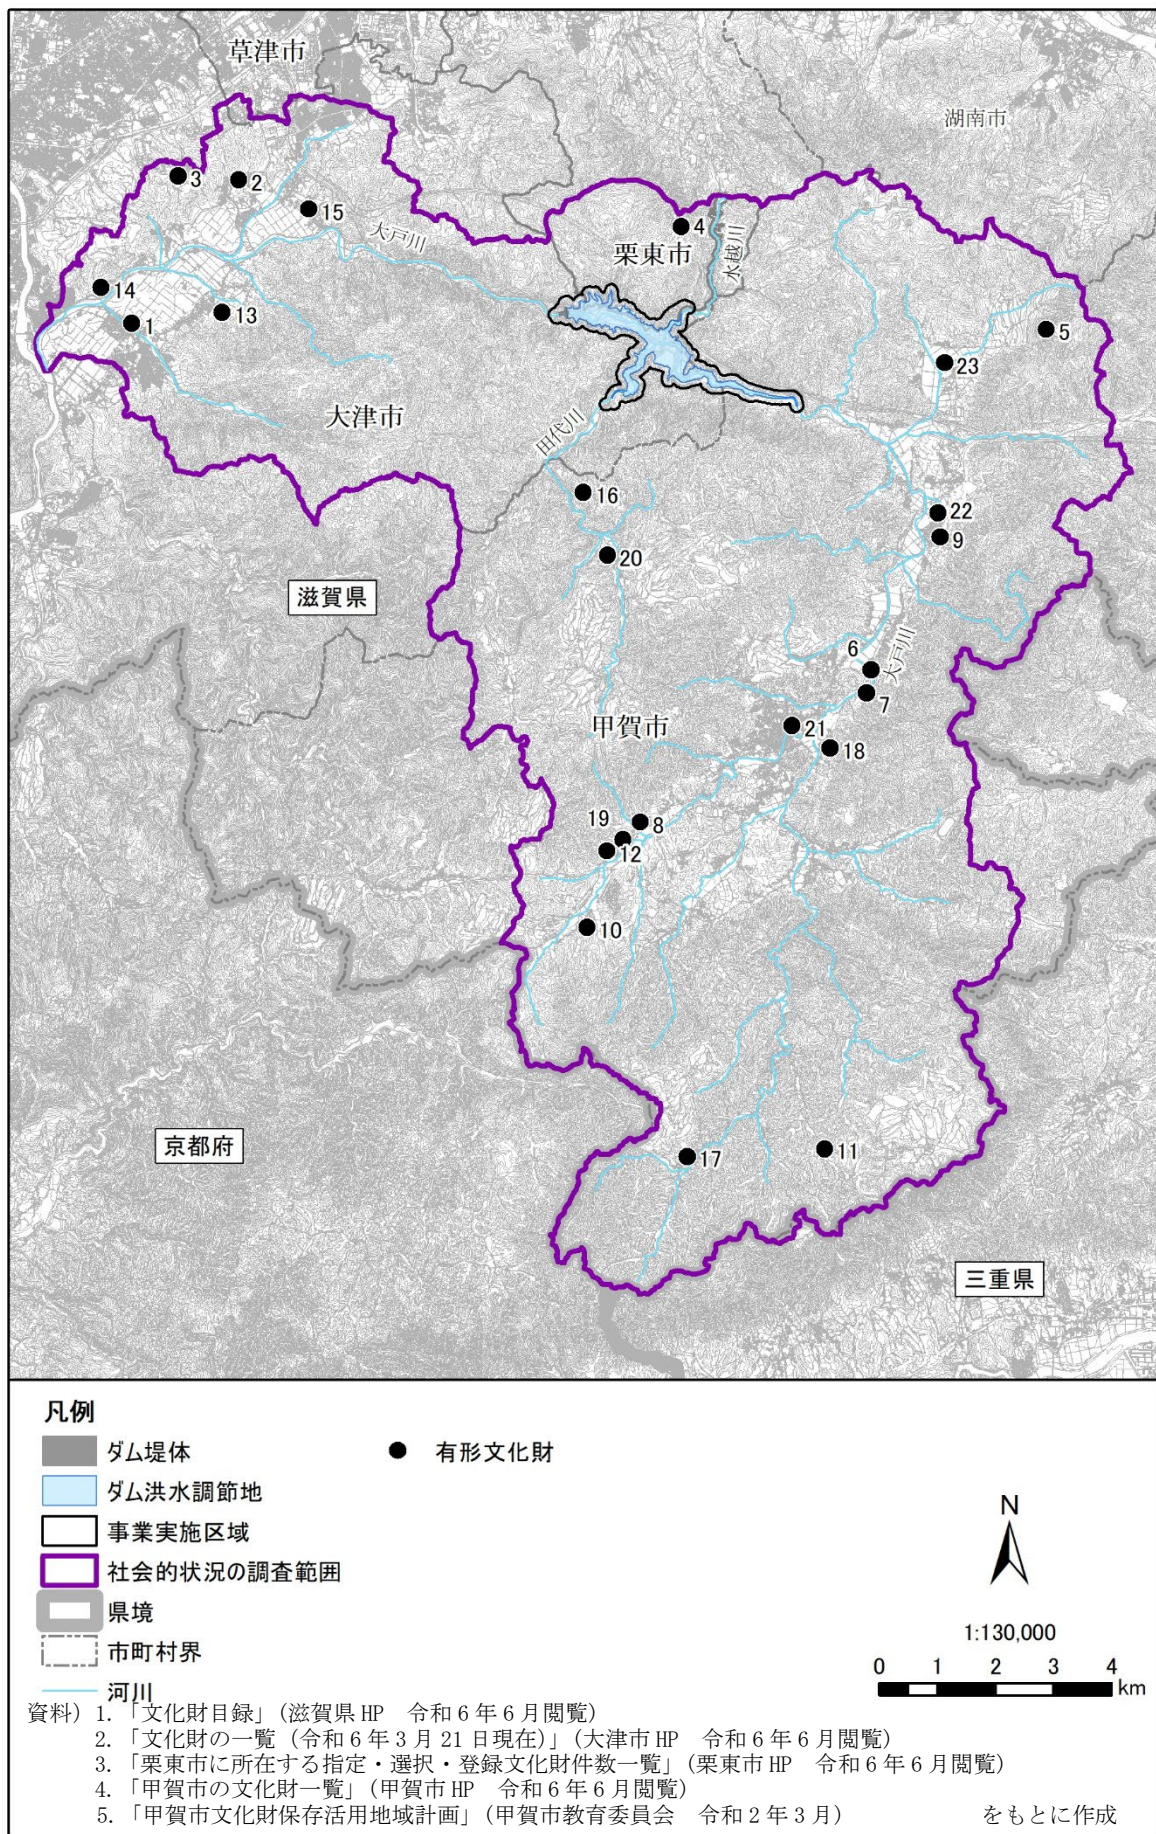 草津市
湖南市
3
2
15
大戸川
4
栗東市
水越川
14
1
13
5
23
大津市
田代川
16
22
9
20
滋賀県
6
大戸川
7
甲賀市
21
18
19
8
12
10
京都府
17
11
三重県
凡例
ダム堤体
有形文化財
ダム洪水調節地
事業実施区域
社会的状況の調査範囲
県境
市町村界
河川
N
1:130,000
0 1 2 3 4
km
資料) 1. 「文化財目録」(滋賀県 HP 令和 6 年 6 月閲覧)
2. 「文化財の一覧 (令和 6 年 3 月 21 日現在)」(大津市 HP 令和 6 年 6 月閲覧)
3. 「栗東市に所在する指定・選択・登録文化財件数一覧」(栗東市 HP 令和 6 年 6 月閲覧)
4. 「甲賀市の文化財一覧」(甲賀市 HP 令和 6 年 6 月閲覧)
5. 「甲賀市文化財保存活用地域計画」(甲賀市教育委員会 令和 2 年 3 月) をもとに作成